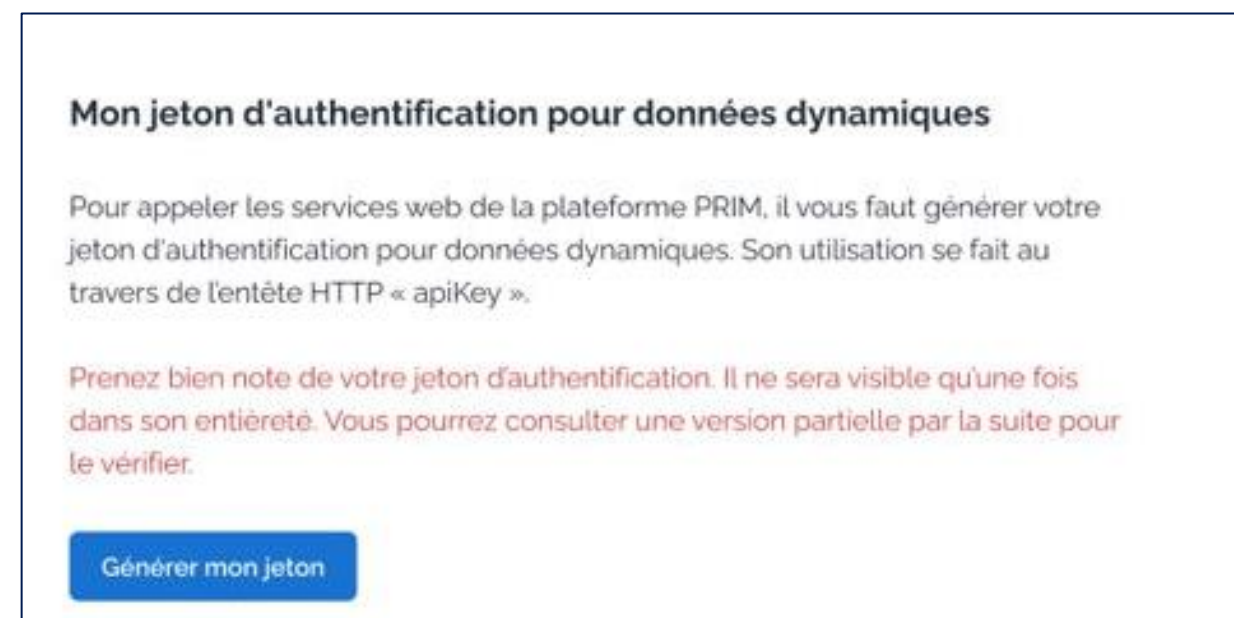 Mon jeton d'authentification pour données dynamiques
Pour appeler les services web de la plateforme PRIM, il vous faut générer votre
jeton d'authentification pour données dynamiques. Son utilisation se fait au
travers de l'entête HTTP « apiKey ».
Prenez bien note de votre jeton d'authentification. Il ne sera visible qu'une fois
dans son entièreté. Vous pourrez consulter une version partielle par la suite pour
le vérifier.
Générer mon jeton